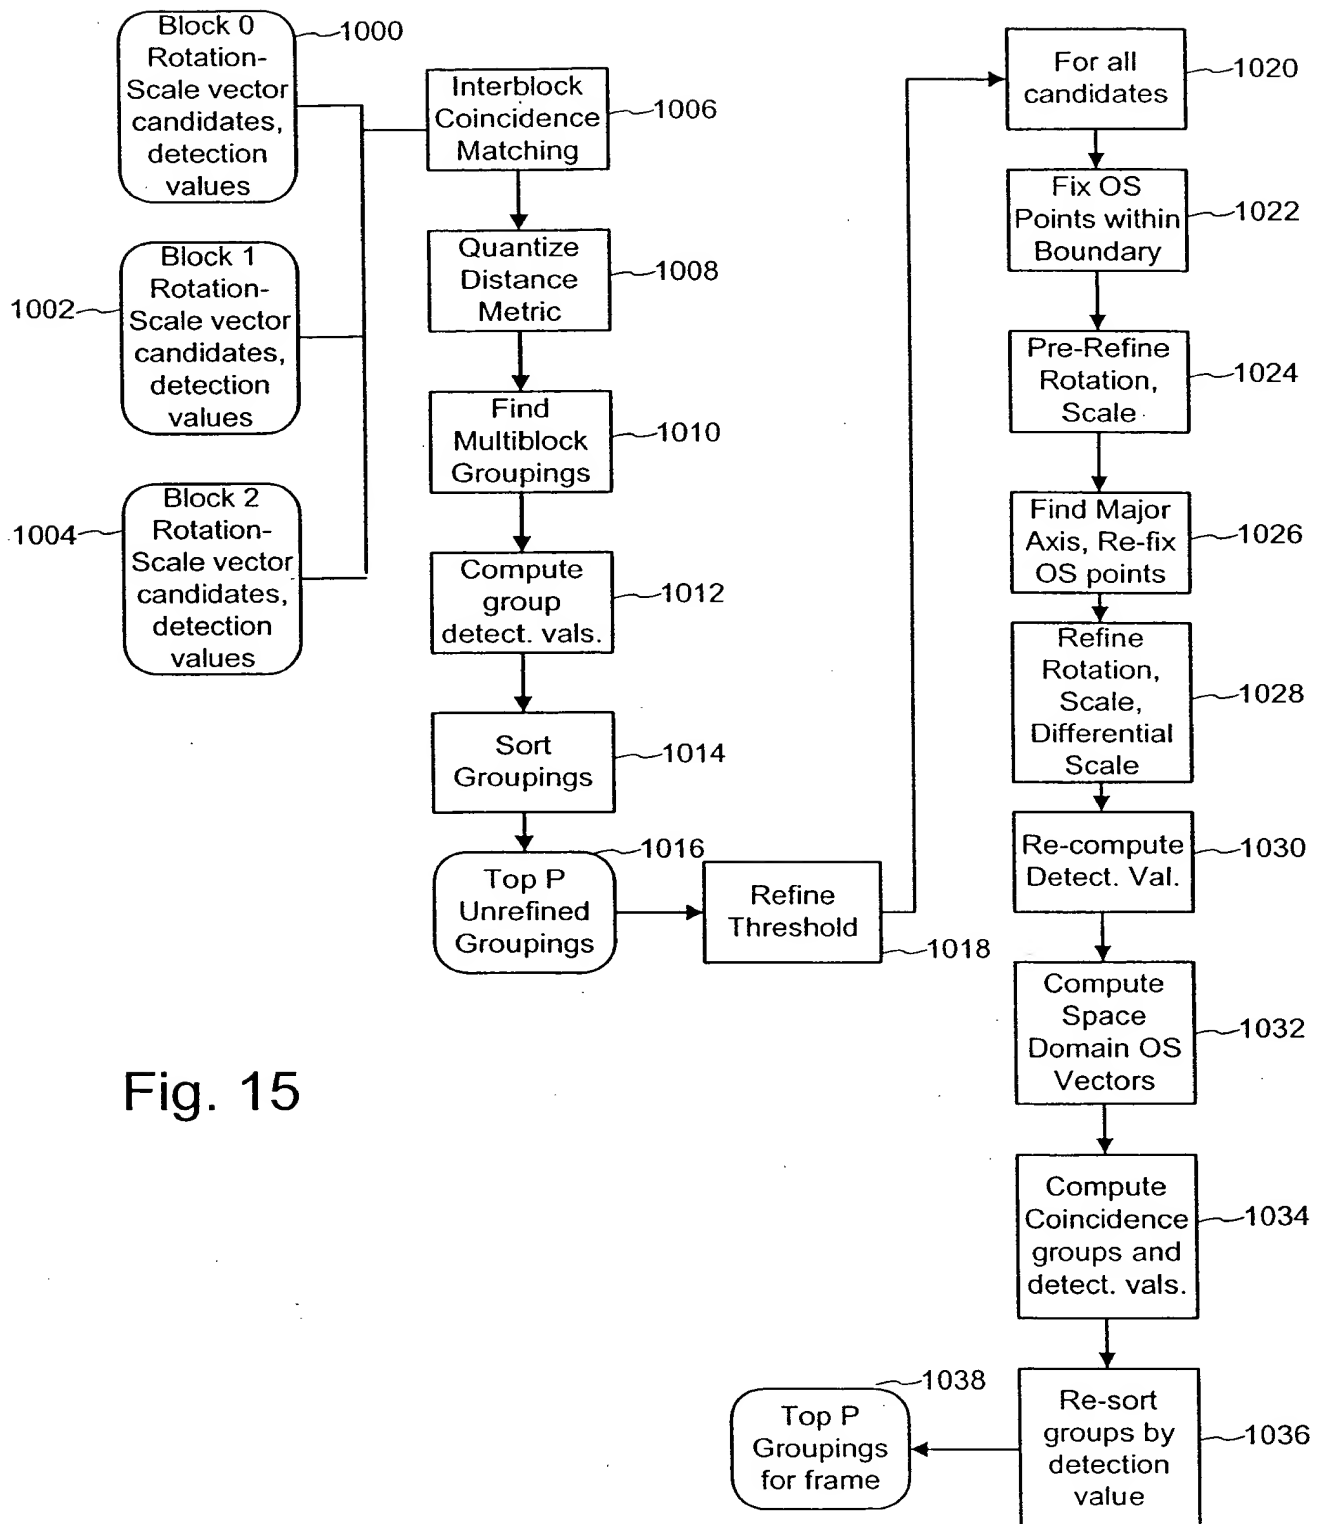 Block 0
Rotation-
Scale vector
candidates,
detection
values
1000
Block 1
Rotation-
Scale vector
candidates,
detection
values
1002
Block 2
Rotation-
Scale vector
candidates,
detection
values
1004
Interblock
Coincidence
Matching
1006
Quantize
Distance
Metric
1008
Find
Multiblock
Groupings
1010
Compute
group
detect. vals.
1012
Sort
Groupings
1014
Top P
Unrefined
Groupings
1016
Refine
Threshold
1018
For all
candidates
1020
Fix OS
Points within
Boundary
1022
Pre-Refine
Rotation,
Scale
1024
Find Major
Axis, Re-fix
OS points
1026
Refine
Rotation,
Scale,
Differential
Scale
1028
Re-compute
Detect. Val.
1030
Compute
Space
Domain OS
Vectors
1032
Compute
Coincidence
groups and
detect. vals.
1034
Re-sort
groups by
detection
value
1036
Top P
Groupings
for frame
1038
Fig. 15